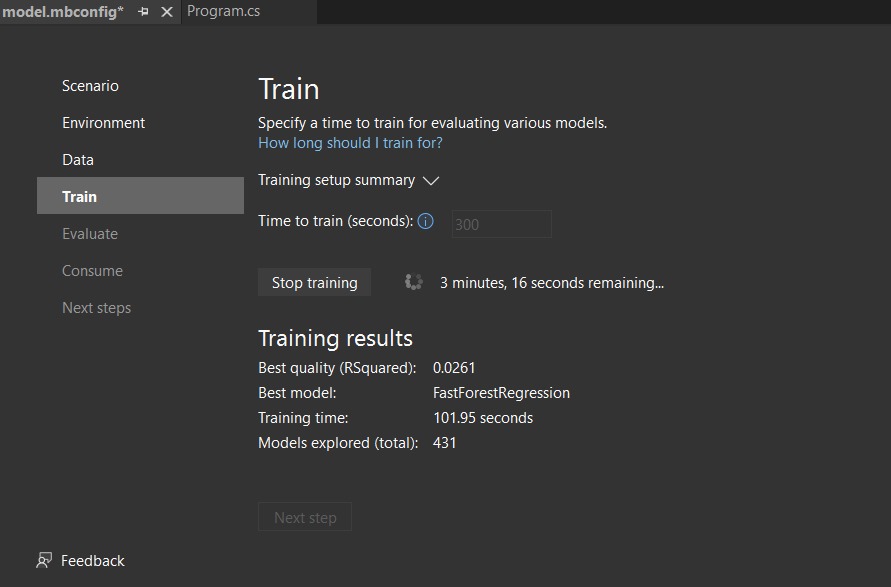 model.mbconfig* Program.cs
Scenario
Environment
Data
Train
Evaluate
Consume
Next steps
Train
Specify a time to train for evaluating various models.
How long should I train for?
Training setup summary
Time to train (seconds): 300
Stop training 3 minutes, 16 seconds remaining...
Training results
Best quality (RSquared): 0.0261
Best model: FastForestRegression
Training time: 101.95 seconds
Models explored (total): 431
Next step
Feedback